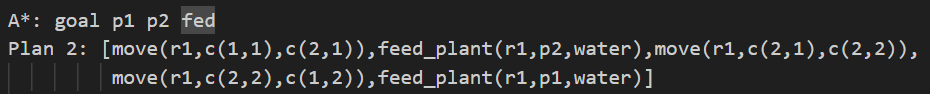 A*: goal p1 p2 fed
Plan 2: [move(r1,c(1,1),c(2,1)),feed_plant(r1,p2,water),move(r1,c(2,1),c(2,2)),
move(r1,c(2,2),c(1,2)),feed_plant(r1,p1,water)]